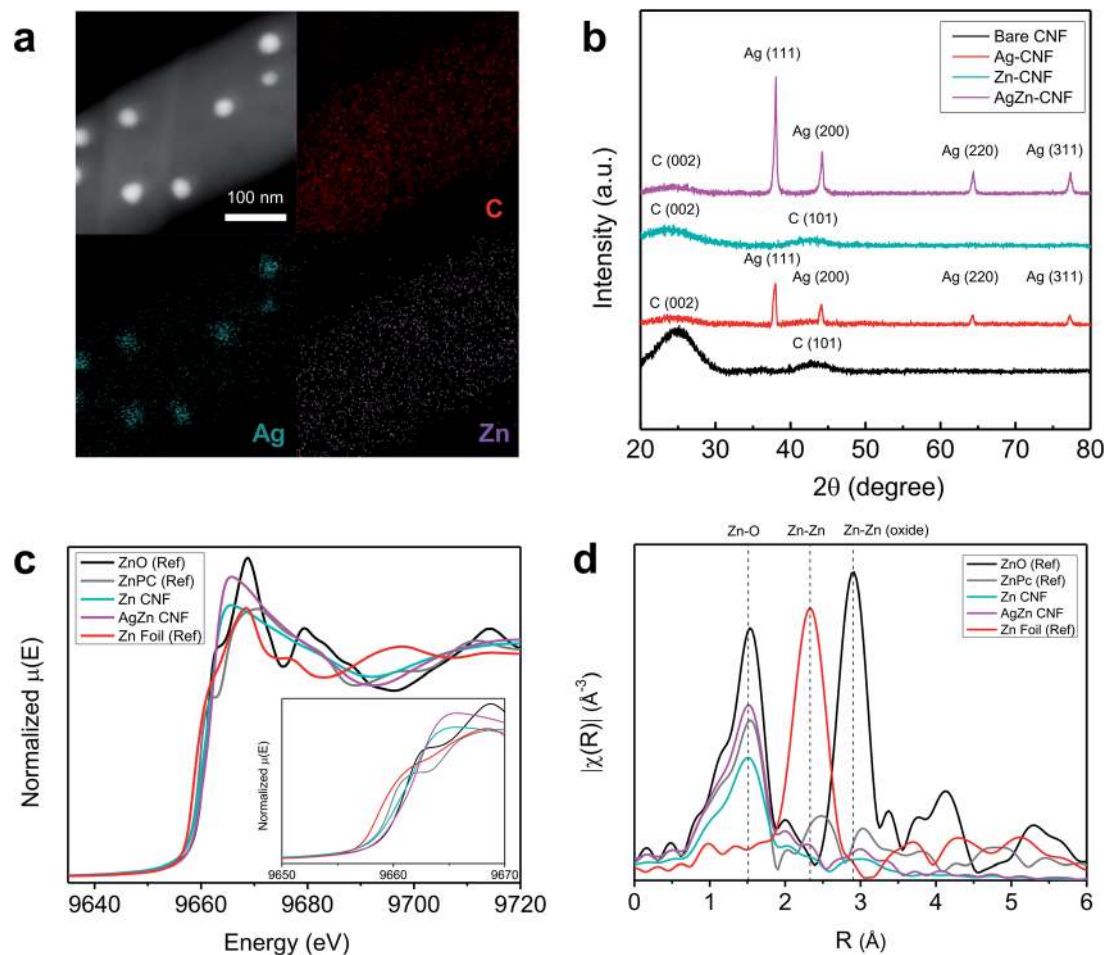 a
100 nm
C
Ag
Zn
b
Bare CNF
Ag-CNF
Zn-CNF
AgZn-CNF
Ag (111)
Ag (200)
C (002)
Ag (220)
Ag (311)
C (002)
C (101)
Ag (111)
Ag (200)
Ag (220)
Ag (311)
C (002)
C (101)
Intensity (a.u.)
20 30 40 50 60 70 80
2θ (degree)
c
ZnO (Ref)
ZnPC (Ref)
Zn CNF
AgZn CNF
Zn Foil (Ref)
Normalized μ(E)
Normalized μ(E)
9650 9660 9670
9640 9660 9680 9700 9720
Energy (eV)
d
Zn-O Zn-Zn Zn-Zn (oxide)
ZnO (Ref)
ZnPc (Ref)
Zn CNF
AgZn CNF
Zn Foil (Ref)
|χ(R)| (Å⁻³)
0 1 2 3 4 5 6
R (Å)